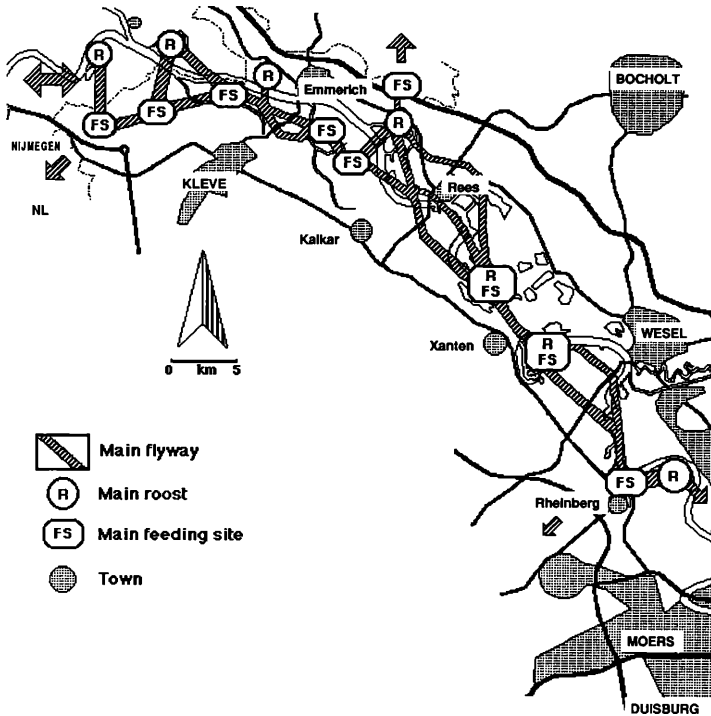 R
R
R
FS
Emmerich
BOCHOLT
FS
FS
FS
R
FS
NIJMEGEN
FS
KLEVE
Rees
NL
Kalkar
R
FS
WESEL
Xanten
R
FS
0 km 5
Main flyway
R Main roost
FS Main feeding site
Town
FS
R
Rheinberg
MOERS
DUISBURG